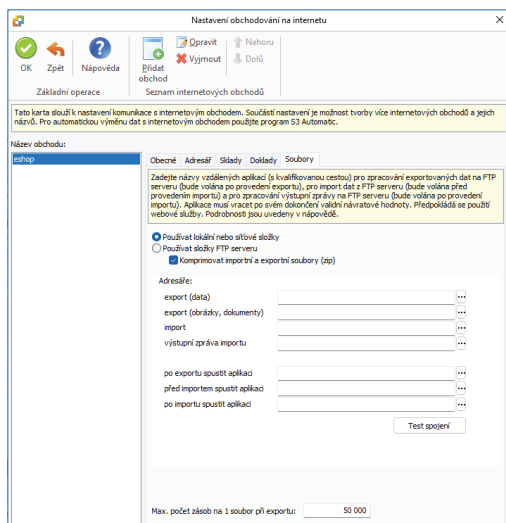 Nastavení obchodování na internetu
OK
Zpět
Nápověda
Základní operace
Přidat
obchod
Opravit
Vyjmout
Nahoru
Dolů
Seznam internetových obchodů
Tato karta slouží k nastavení komunikace s internetovým obchodem. Součástí nastavení je možnost tvorby více internetových obchodů a jejich
názvů. Pro automatickou výměnu dat s internetovým obchodem použijte program S3 Automatic.
Název obchodu:
eshop
Obecné Adresář Sklady Doklady Soubory
Zadejte názvy vzdálených aplikací (s kvalifikovanou cestou) pro zpracování exportovaných dat na FTP
serveru (bude volána po provedení exportu), pro import dat z FTP serveru (bude volána před
provedením importu) a pro zpracování výstupní zprávy na FTP serveru (bude volána po provedení
importu). Aplikace musí vracet po svém dokončení validní návratové hodnoty. Předpokládá se použití
webové služby. Podrobnosti jsou uvedeny v nápovědě.
Používat lokální nebo síťové složky
Používat složky FTP serveru
Komprimovat importní a exportní soubory (zip)
Adresáře:
export (data)
export (obrázky, dokumenty)
import
výstupní zpráva importu
po exportu spustit aplikaci
před importem spustit aplikaci
po importu spustit aplikaci
Test spojení
Max. počet zásob na 1 soubor při exportu: 50 000